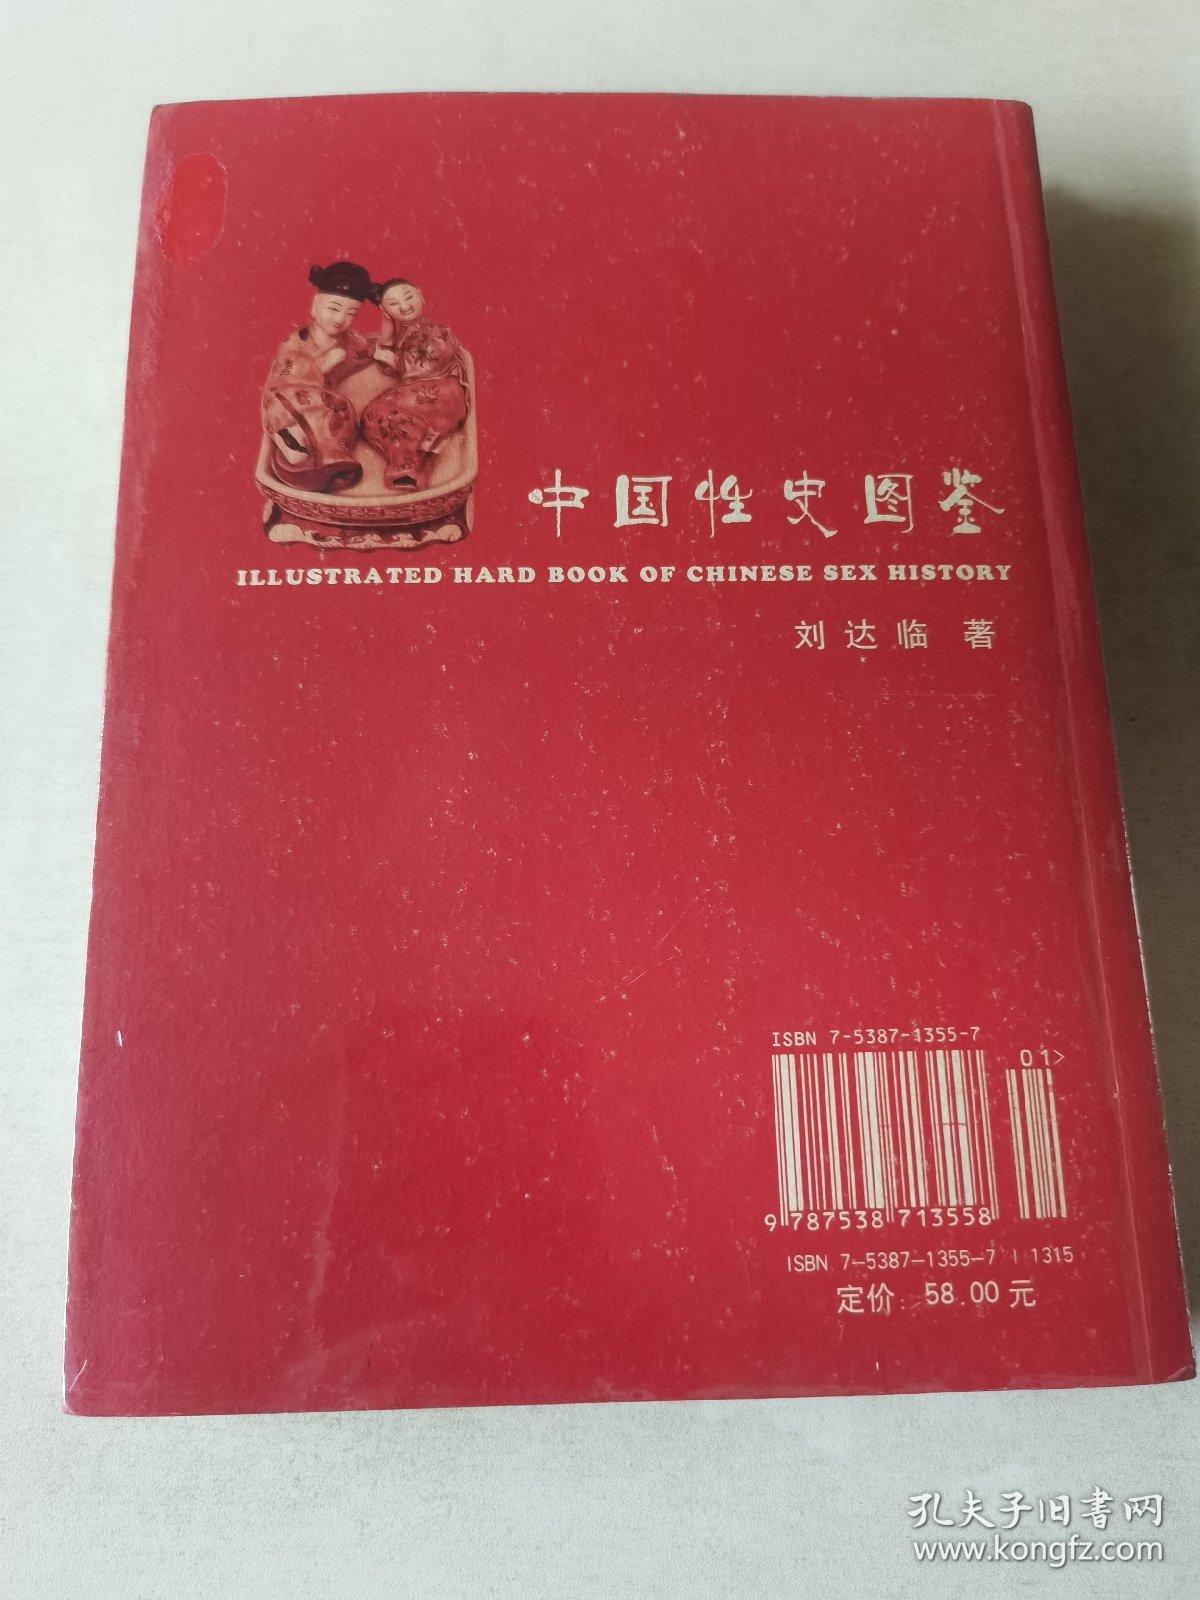 中国性史图鉴
ILLUSTRATED HARD BOOK OF CHINESE SEX HISTORY
刘达临 著
ISBN 7-5387-1355-7
01>
9 787538 713558
ISBN 7-5387-1355-7 I 1315
定价: 58.00 元
孔夫子旧书网
www.kongfz.com